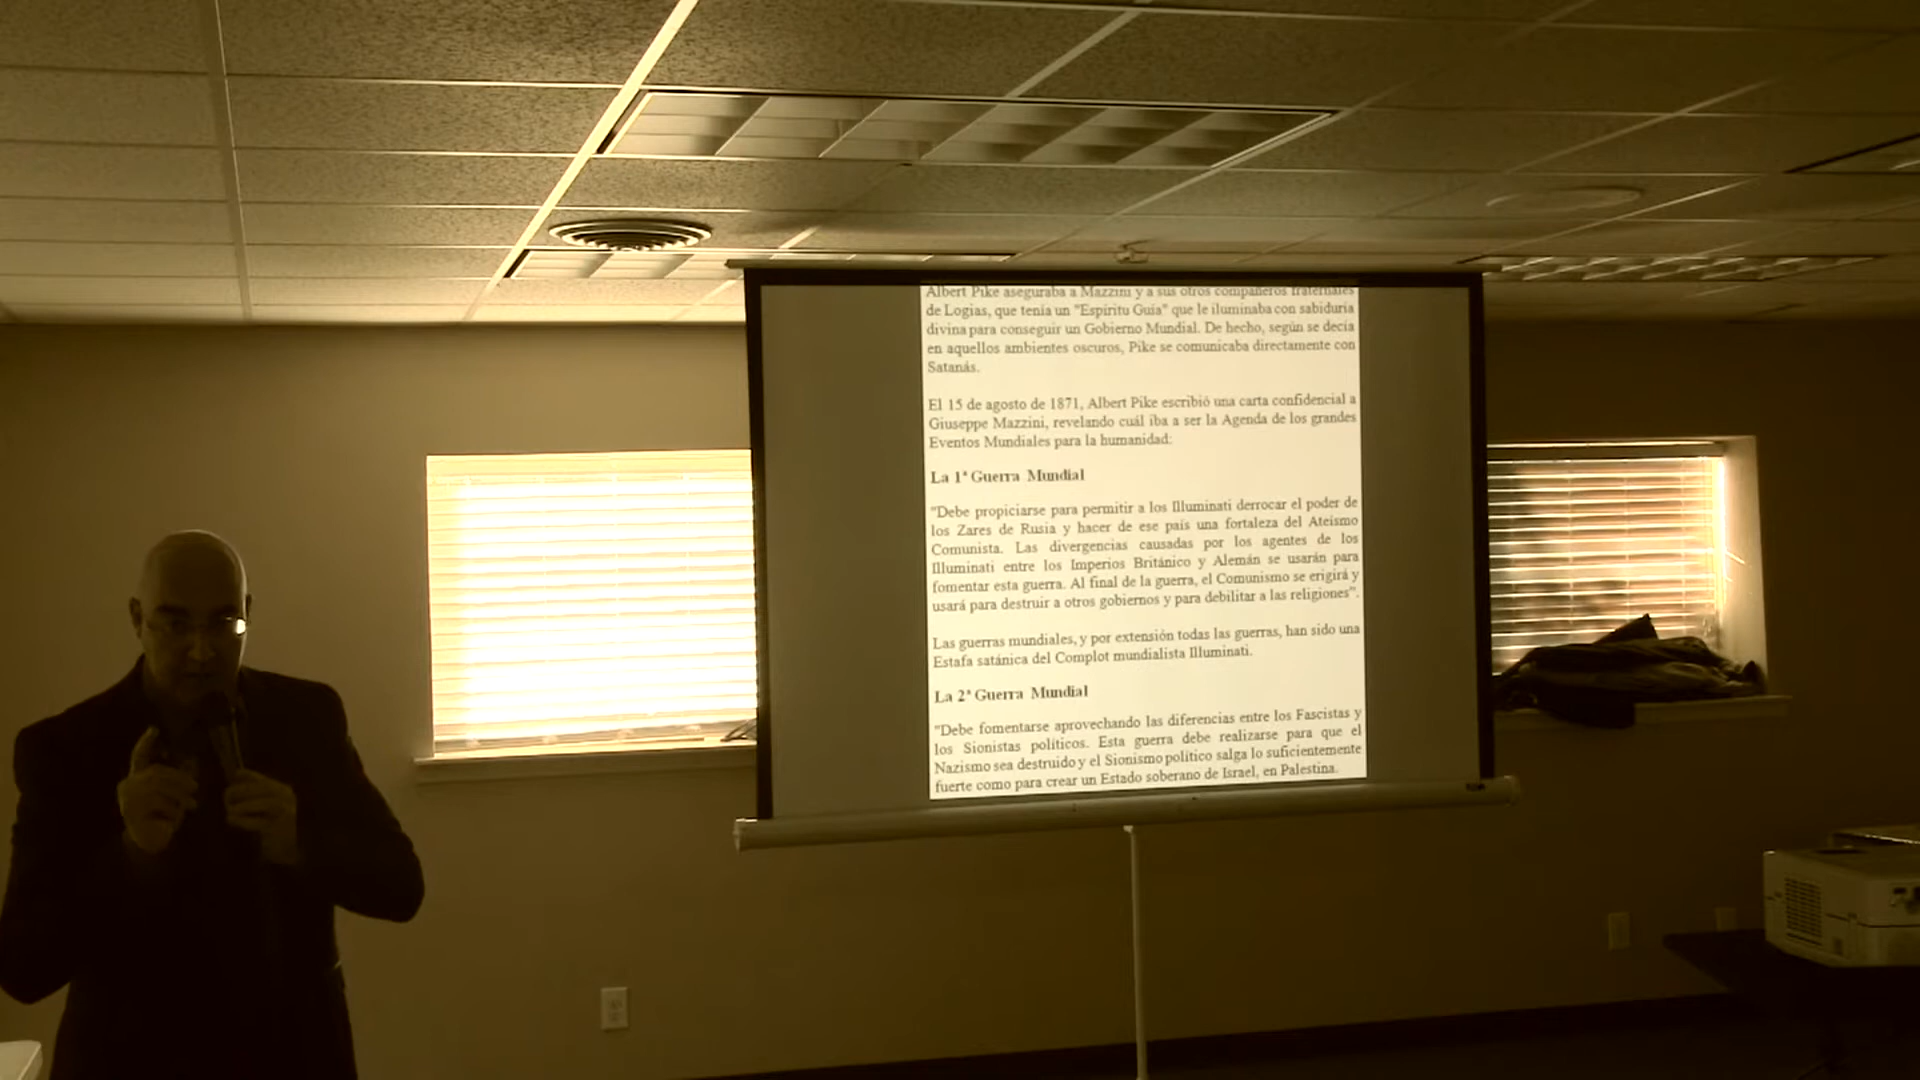 Albert Pike aseguraba a Mazzini y a sus otros compañeros fraternales
de Logias, que tenía un "Espíritu Guía" que le iluminaba con sabiduría
divina para conseguir un Gobierno Mundial. De hecho, según se decía
en aquellos ambientes oscuros, Pike se comunicaba directamente con
Satanás.
El 15 de agosto de 1871, Albert Pike escribió una carta confidencial a
Giuseppe Mazzini, revelando cuál iba a ser la Agenda de los grandes
Eventos Mundiales para la humanidad:
La 1ª Guerra Mundial
"Debe propiciarse para permitir a los Illuminati derrocar el poder de
los Zares de Rusia y hacer de ese país una fortaleza del Ateísmo
Comunista. Las divergencias causadas por los agentes de los
Illuminati entre los Imperios Británico y Alemán se usarán para
fomentar esta guerra. Al final de la guerra, el Comunismo se erigirá y
usará para destruir a otros gobiernos y para debilitar a las religiones".
Las guerras mundiales, y por extensión todas las guerras, han sido una
Estafa satánica del Complot mundialista Illuminati.
La 2ª Guerra Mundial
"Debe fomentarse aprovechando las diferencias entre los Fascistas y
los Sionistas políticos. Esta guerra debe realizarse para que el
Nazismo sea destruido y el Sionismo político salga lo suficientemente
fuerte como para crear un Estado soberano de Israel, en Palestina.